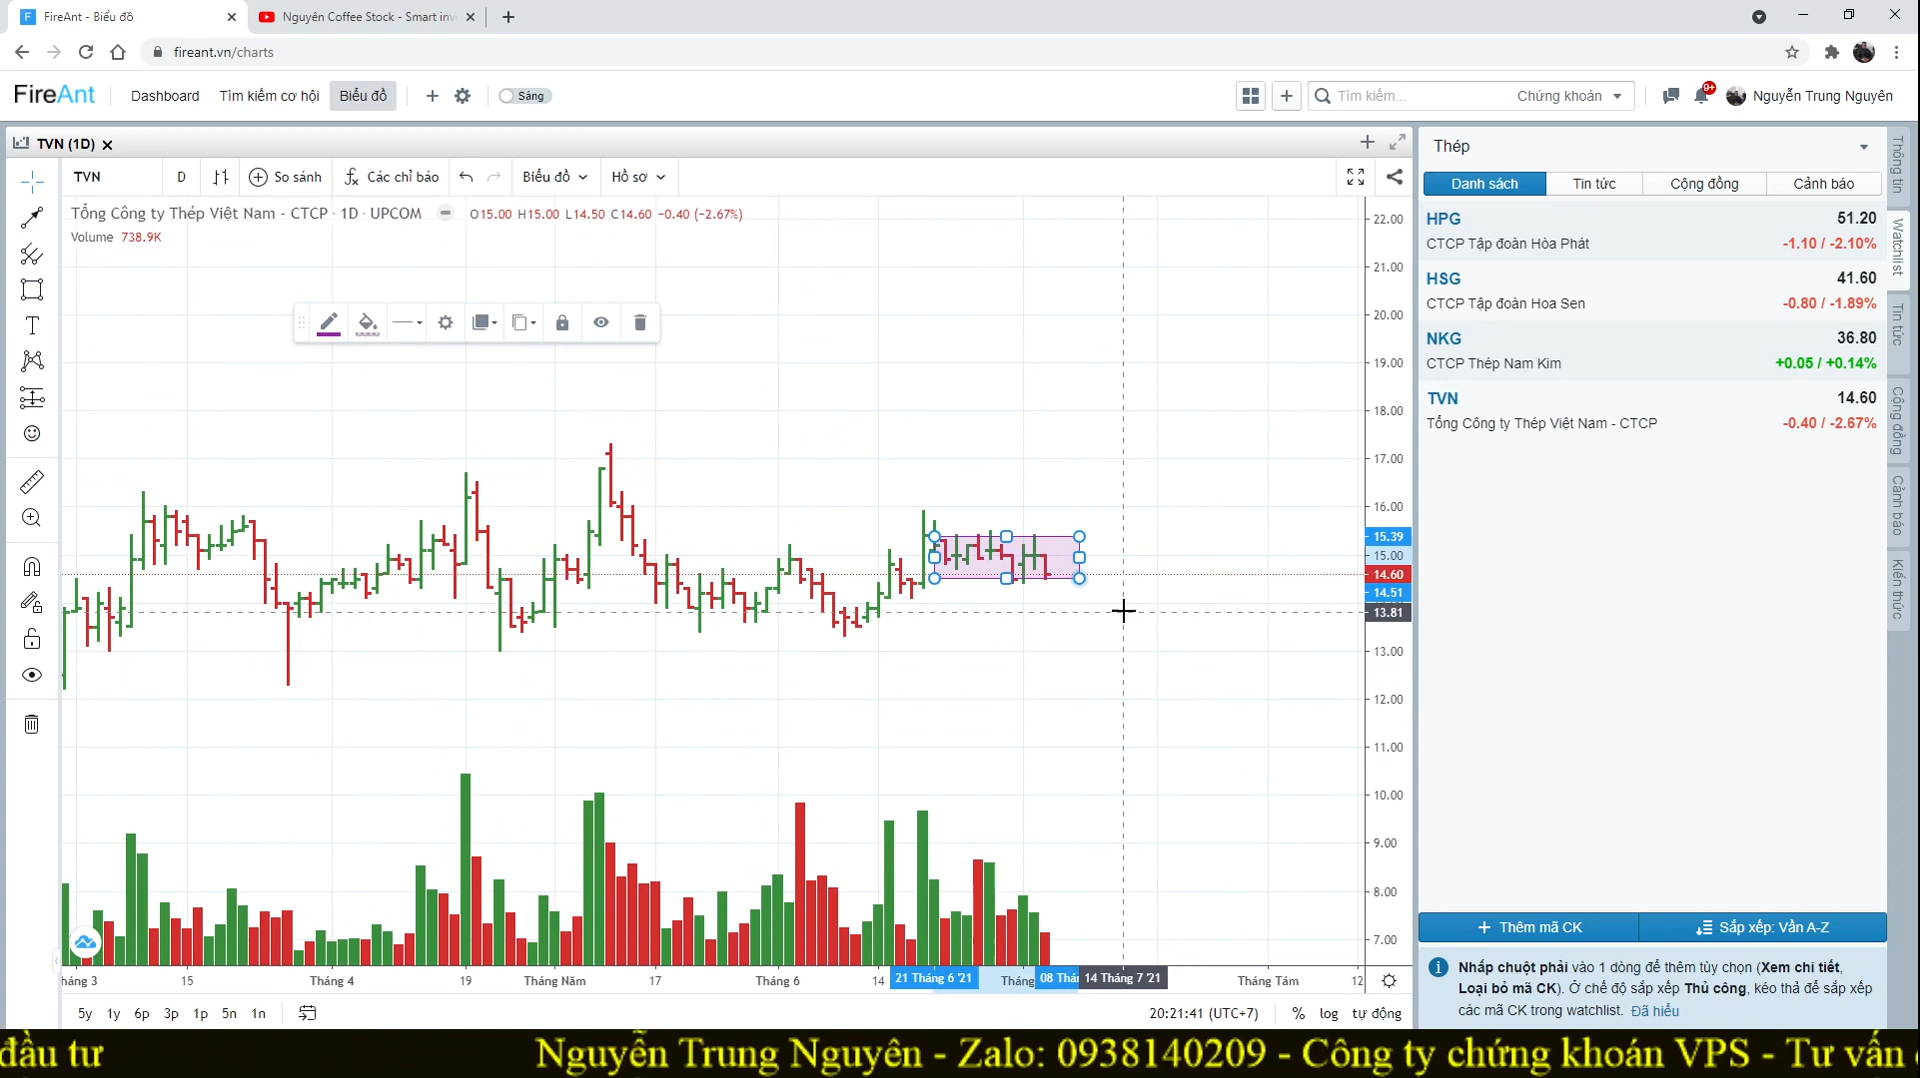 FireAnt - Biểu đồ
Nguyên Coffee Stock - Smart inv
fireant.vn/charts
FireAnt
Dashboard
Tìm kiếm cơ hội
Biểu đồ
Sáng
Tìm kiếm...
Chứng khoán
9+
Nguyễn Trung Nguyên
TVN (1D)
TVN
D
So sánh
Các chỉ báo
Biểu đồ
Hồ sơ
Tổng Công ty Thép Việt Nam - CTCP · 1D · UPCOM
O15.00 H15.00 L14.50 C14.60 -0.40 (-2.67%)
Volume 738.9K
22.00
21.00
20.00
19.00
18.00
17.00
16.00
15.39
15.00
14.60
14.51
13.81
13.00
12.00
11.00
10.00
9.00
8.00
7.00
háng 3
15
Tháng 4
19
Tháng Năm
17
Tháng 6
14
21 Tháng 6 '21
Tháng
08 Thá
14 Tháng 7 '21
Tháng Tám
12
5y
1y
6p
3p
1p
5n
1n
20:21:41 (UTC+7)
%
log
tự động
Thép
Danh sách
Tin tức
Cộng đồng
Cảnh báo
HPG
51.20
CTCP Tập đoàn Hòa Phát
-1.10 / -2.10%
HSG
41.60
CTCP Tập đoàn Hoa Sen
-0.80 / -1.89%
NKG
36.80
CTCP Thép Nam Kim
+0.05 / +0.14%
TVN
14.60
Tổng Công ty Thép Việt Nam - CTCP
-0.40 / -2.67%
Thêm mã CK
Sắp xếp: Vần A-Z
Nhấp chuột phải vào 1 dòng để thêm tùy chọn (Xem chi tiết,
Loại bỏ mã CK). Ở chế độ sắp xếp Thủ công, kéo thả để sắp xếp
các mã CK trong watchlist. Đã hiểu
Thông tin
Watchlist
Tin tức
Cộng đồng
Cảnh báo
Kiến thức
đầu tư
Nguyễn Trung Nguyên - Zalo: 0938140209 - Công ty chứng khoán VPS - Tư vấn